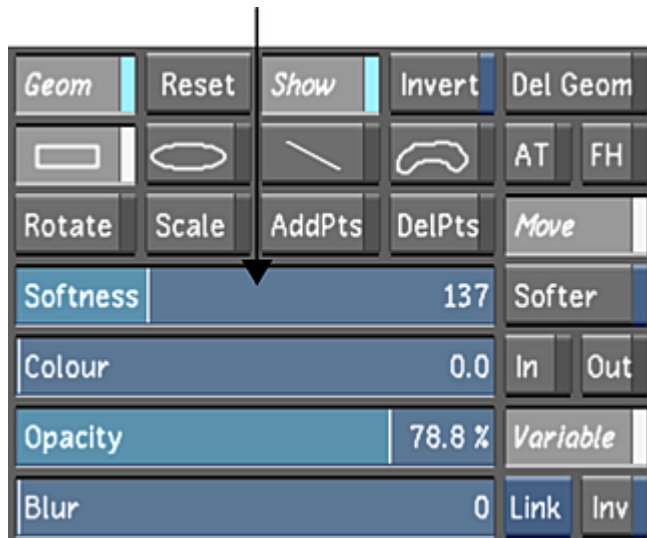 Geom Reset Show Invert Del Geom
AT FH
Rotate Scale AddPts DelPts Move
Softness 137 Softer
Colour 0.0 In Out
Opacity 78.8 % Variable
Blur 0 Link Inv